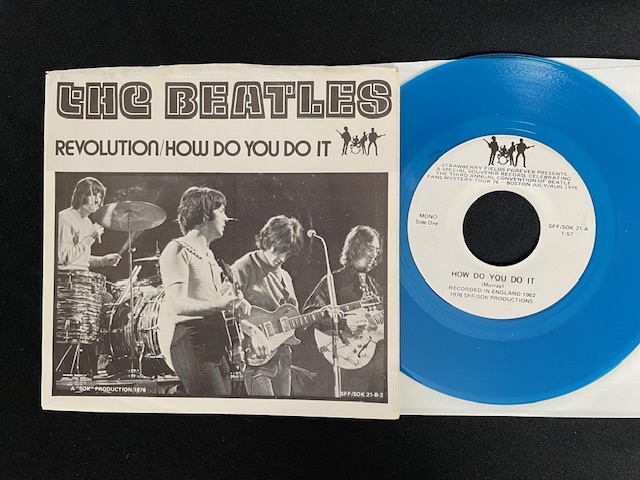 THE BEATLES
REVOLUTION/HOW DO YOU DO IT
A "SOK" PRODUCTION 1976
SFF/SOK 21-B-2
STRAWBERRY FIELDS FOREVER PRESENTS
A SPECIAL SOUVENIR RECORD, CELEBRATING
THE THIRD ANNUAL CONVENTION OF BEATLE
FANS MYSTERY TOUR 76 — BOSTON JULY/AUG 1976
MONO
Side One
SFF/SOK 21-A
1:57
HOW DO YOU DO IT
(Murray)
RECORDED IN ENGLAND 1962
1976 SFF/SOK PRODUCTIONS